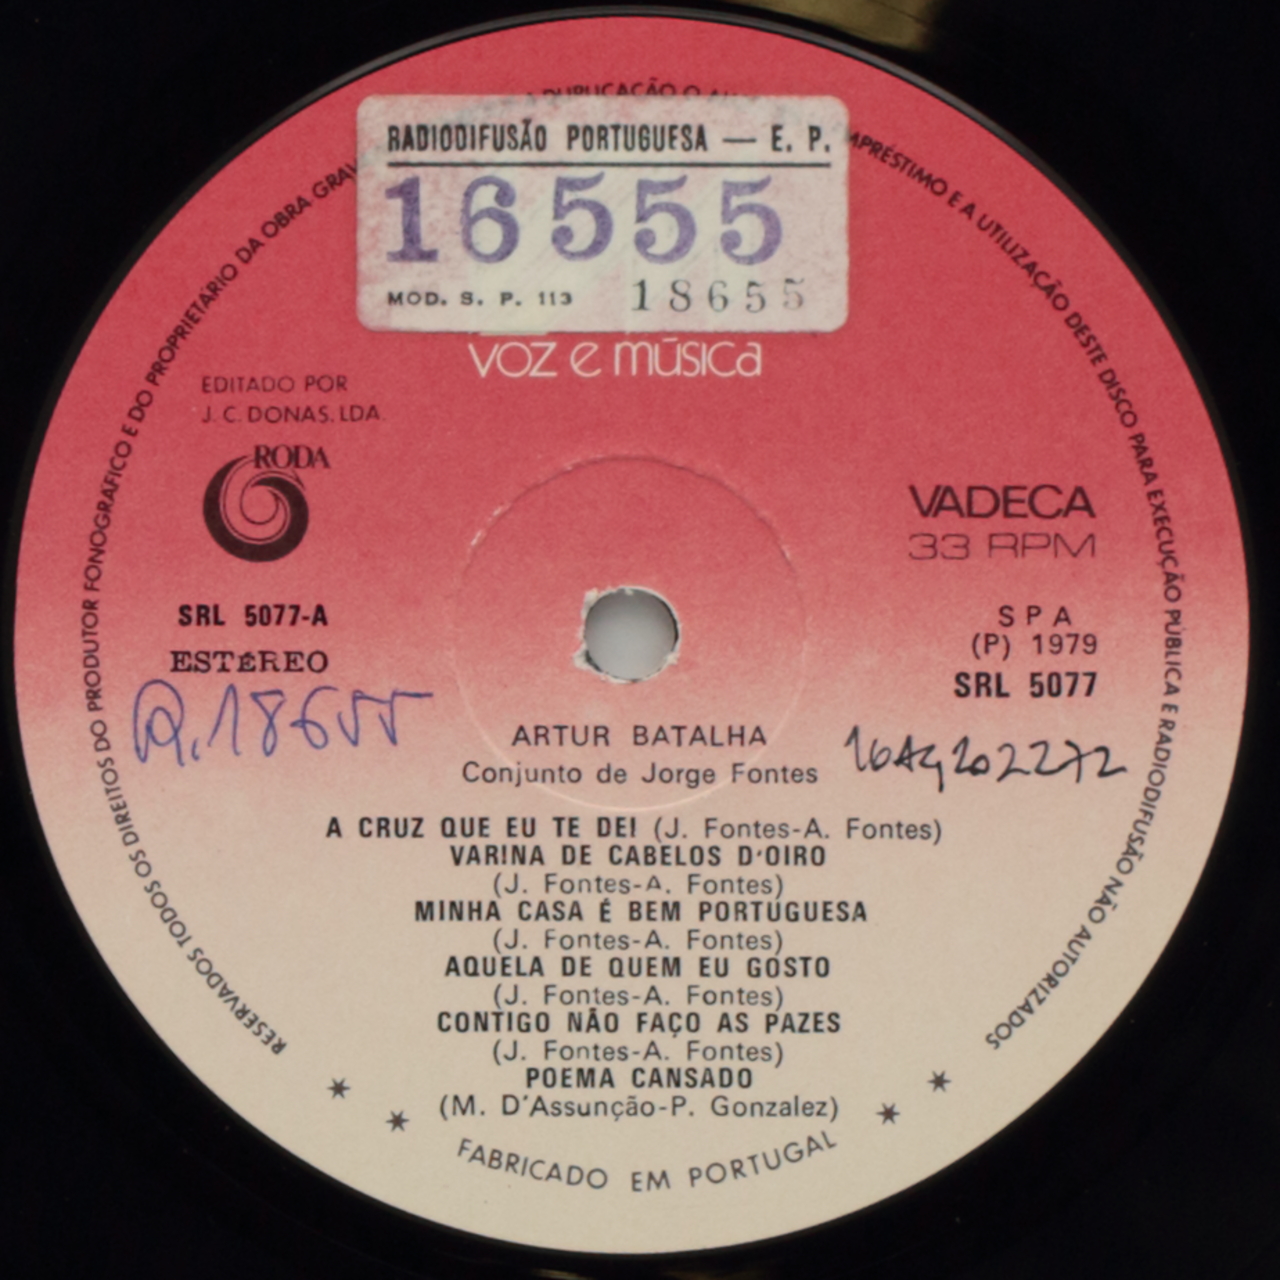 RADIODIFUSÃO PORTUGUESA — E. P.
16555
MOD. S. P. 113 18655
VOZ E MÚSICA
EDITADO POR
J. C. DONAS, LDA.
RODA
VADECA
33 RPM
SRL 5077-A
ESTÉREO
R. 18655
S P A
(P) 1979
SRL 5077
ARTUR BATALHA
Conjunto de Jorge Fontes
A CRUZ QUE EU TE DEI (J. Fontes-A. Fontes)
VARINA DE CABELOS D'OIRO
(J. Fontes-A. Fontes)
MINHA CASA É BEM PORTUGUESA
(J. Fontes-A. Fontes)
AQUELA DE QUEM EU GOSTO
(J. Fontes-A. Fontes)
CONTIGO NÃO FAÇO AS PAZES
(J. Fontes-A. Fontes)
POEMA CANSADO
(M. D'Assunção-P. Gonzalez)
RESERVADOS TODOS OS DIREITOS DO PRODUTOR FONOGRÁFICO E DO PROPRIETÁRIO DA OBRA
EMPRÉSTIMO E A UTILIZAÇÃO DESTE DISCO PARA EXECUÇÃO PÚBLICA E RADIODIFUSÃO NÃO AUTORIZADOS
FABRICADO EM PORTUGAL